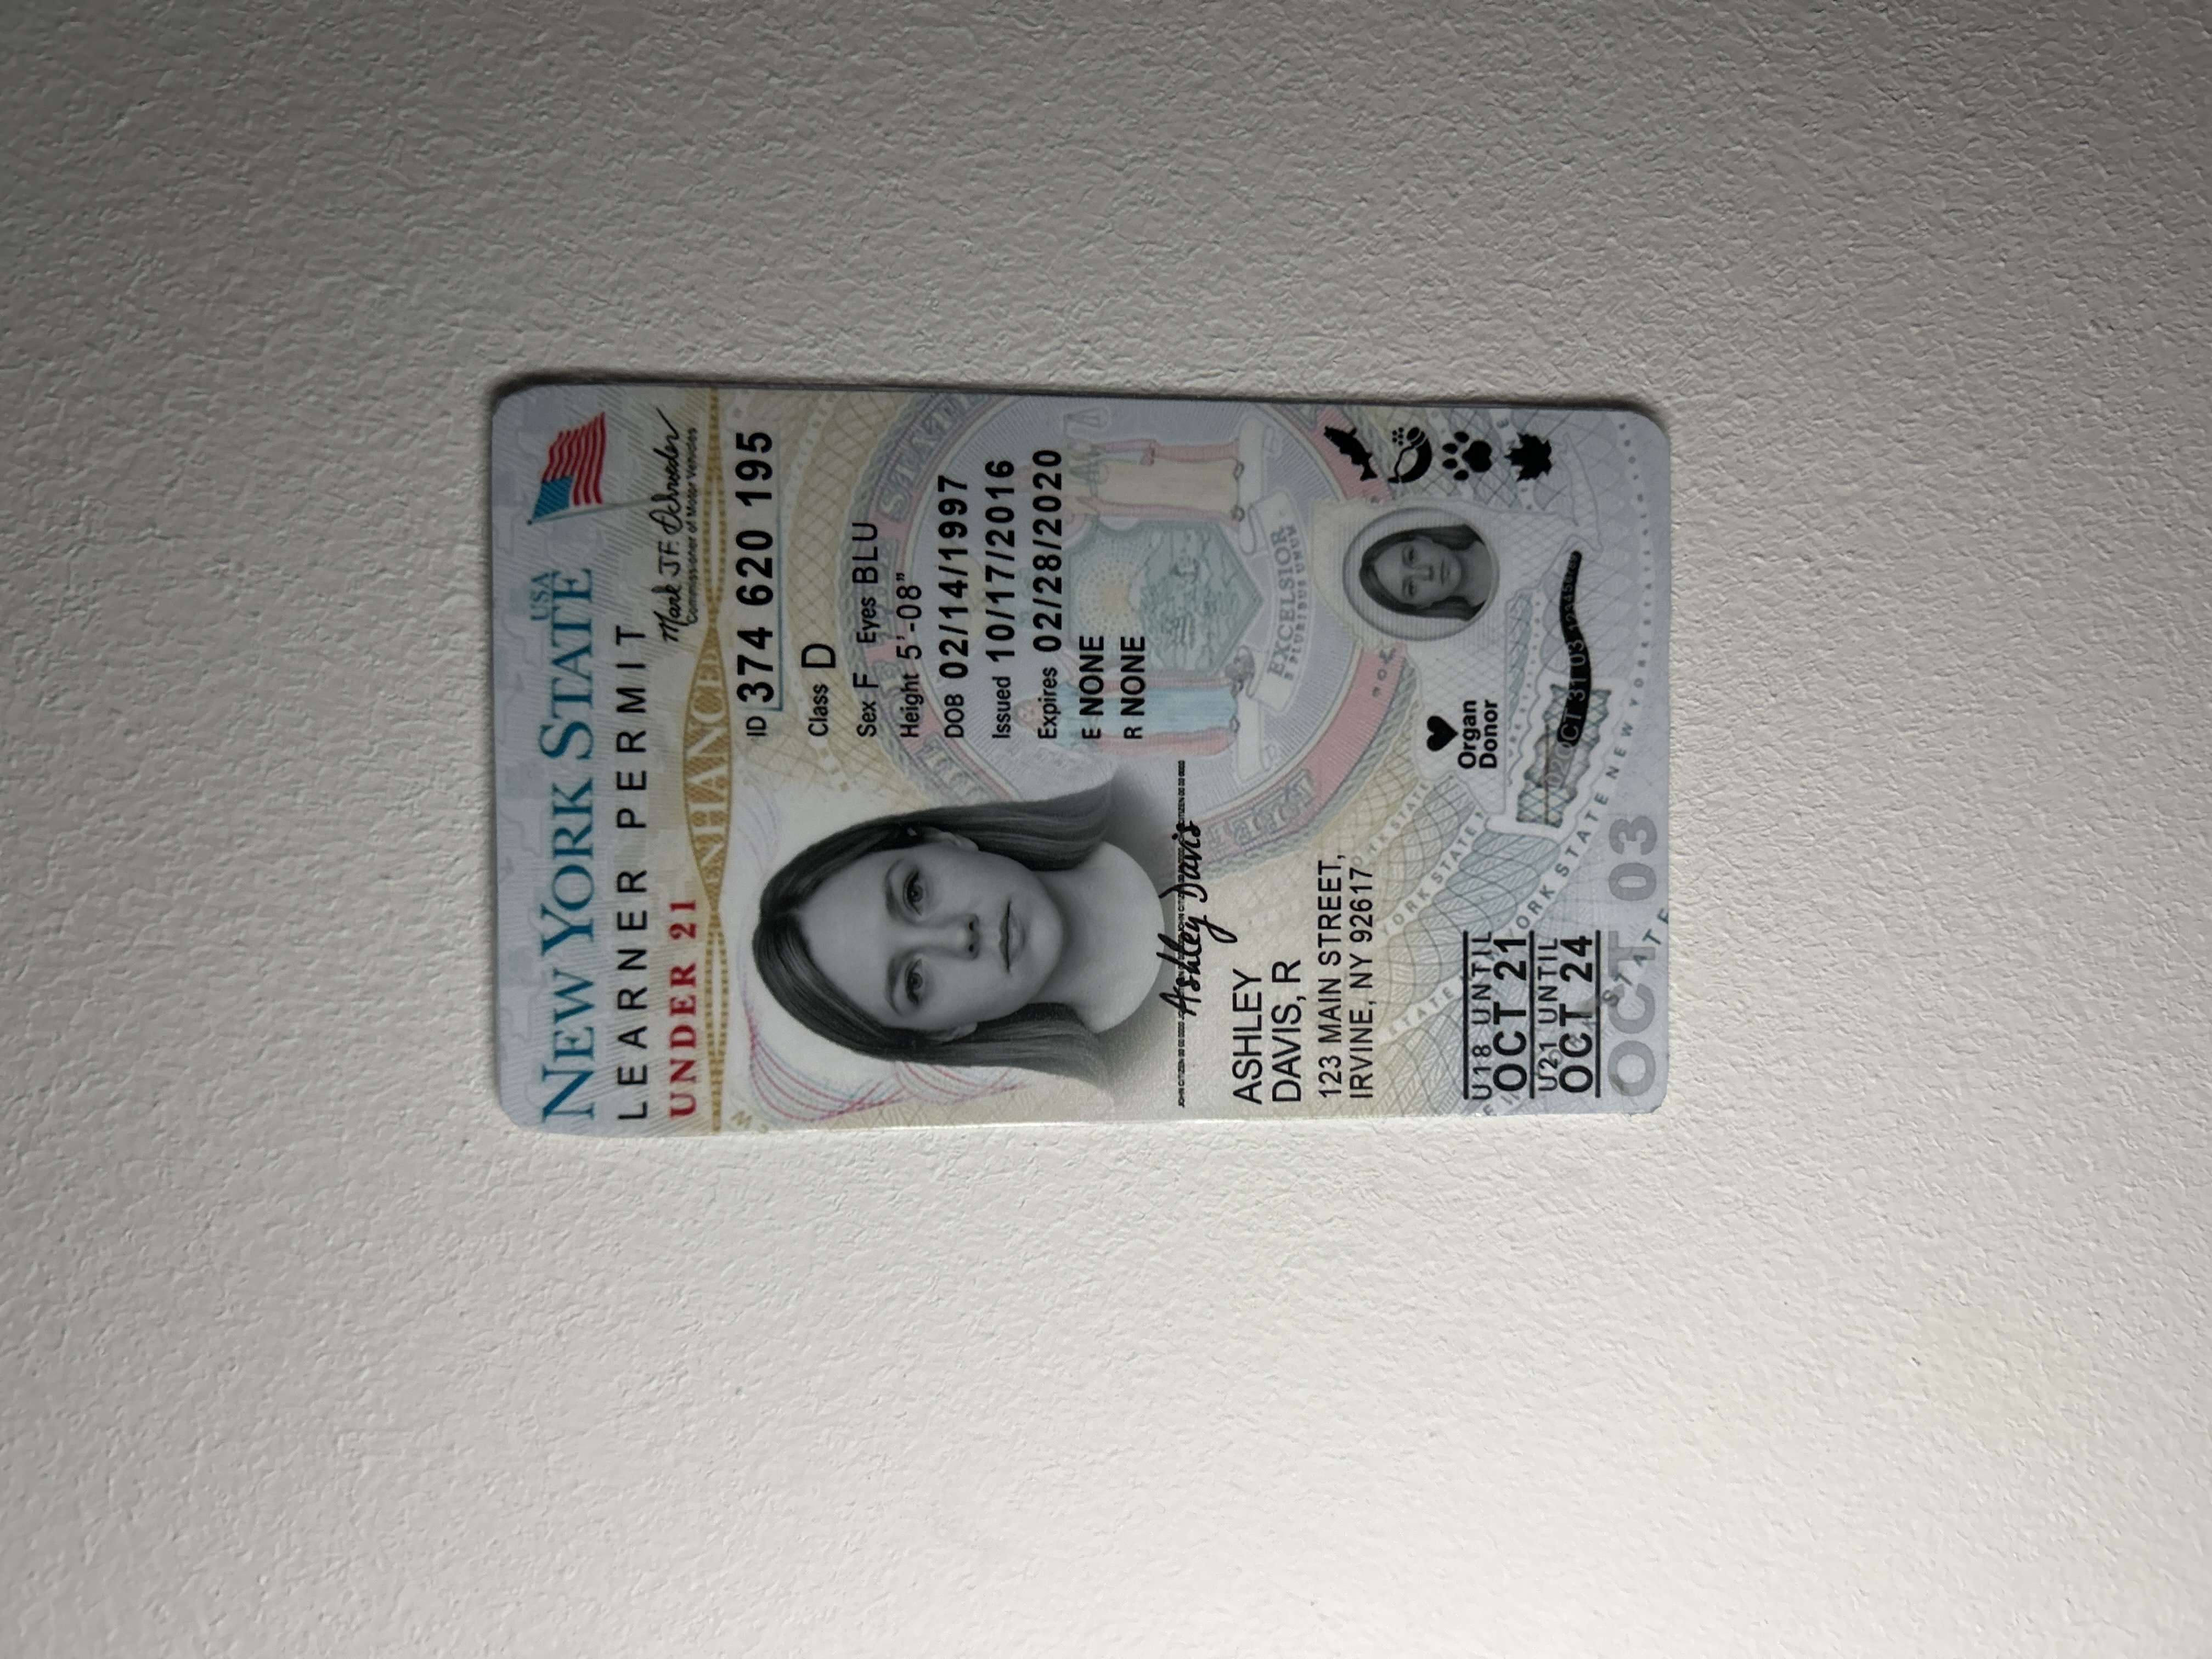 NEW YORK STATE USA
LEARNER PERMIT
UNDER 21
Mark J.F. Schroeder
Commissioner of Motor Vehicles
ENHANCED
ID 374 620 195
Class D
Sex F Eyes BLU
Height 5'-08"
DOB 02/14/1997
Issued 10/17/2016
Expires 02/28/2020
E NONE
R NONE
Ashley Davis
ASHLEY
DAVIS, R
123 MAIN STREET,
IRVINE, NY 92617
EXCELSIOR
E PLURIBUS UNUM
Organ
Donor
U18 UNTIL
OCT 21
U21 UNTIL
OCT 24
OCT 31 03 123456789
OCT 03
STATE NEW YORK STATE